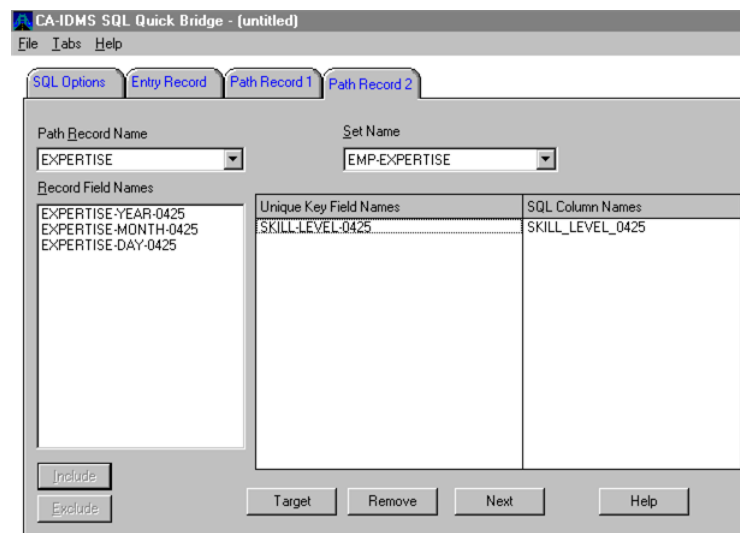 CA-IDMS SQL Quick Bridge - (untitled)
File Tabs Help
SQL Options Entry Record Path Record 1 Path Record 2
Path Record Name Set Name
EXPERTISE EMP-EXPERTISE
Record Field Names
Unique Key Field Names SQL Column Names
EXPERTISE-YEAR-0425
SKILL-LEVEL-0425 SKILL_LEVEL_0425
EXPERTISE-MONTH-0425
EXPERTISE-DAY-0425
Include
Exclude
Target Remove Next Help